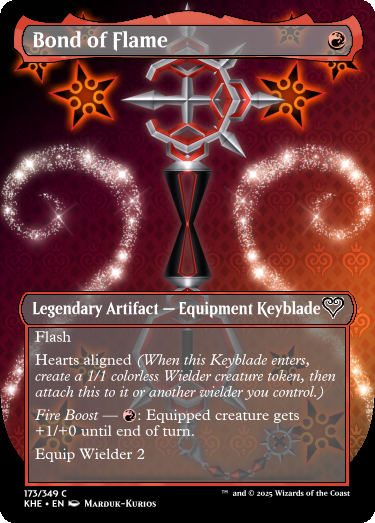 Bond of Flame
Legendary Artifact — Equipment Keyblade
Flash
Hearts aligned (When this Keyblade enters,
create a 1/1 colorless Wielder creature token, then
attach this to it or another wielder you control.)
Fire Boost — : Equipped creature gets
+1/+0 until end of turn.
Equip Wielder 2
173/349 C
KHE • EN Marduk-Kurios
™ and © 2025 Wizards of the Coast